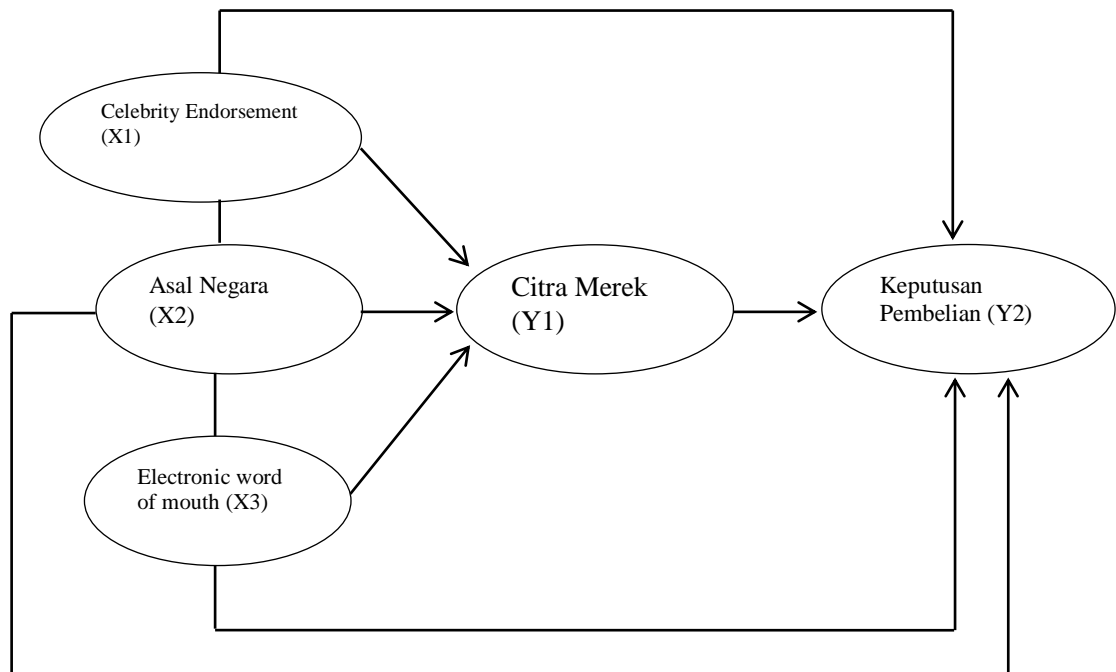 Celebrity Endorsement
(X1)
Asal Negara
(X2)
Electronic word
of mouth (X3)
Citra Merek
(Y1)
Keputusan
Pembelian (Y2)